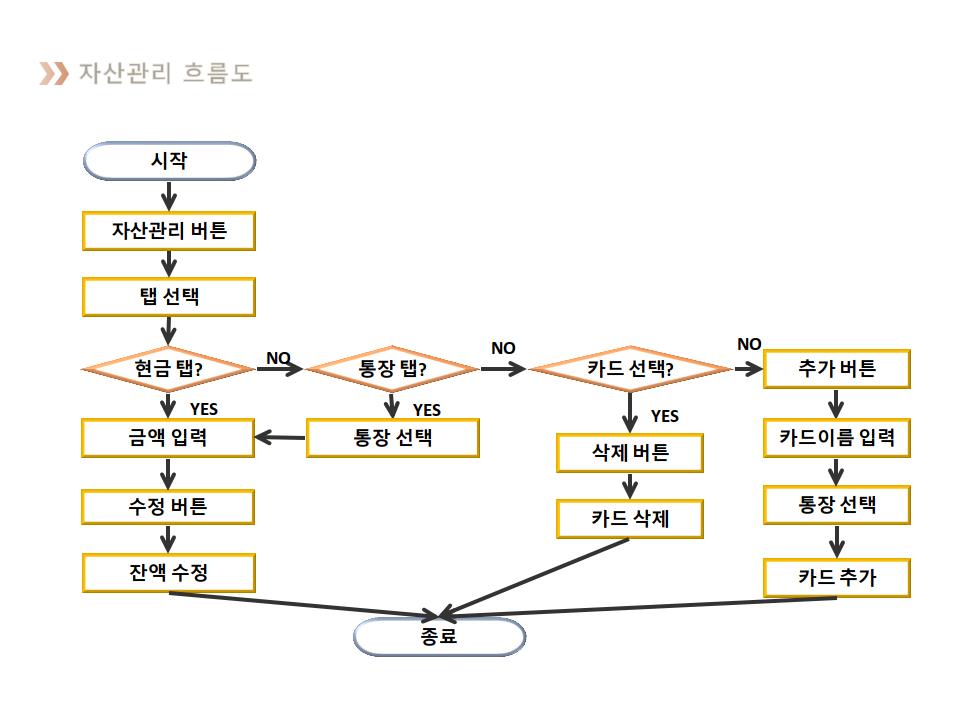 자산관리 흐름도
시작
자산관리 버튼
탭 선택
현금 탭?
NO
통장 탭?
NO
카드 선택?
NO
추가 버튼
YES
YES
YES
금액 입력
통장 선택
삭제 버튼
카드이름 입력
수정 버튼
카드 삭제
통장 선택
잔액 수정
카드 추가
종료